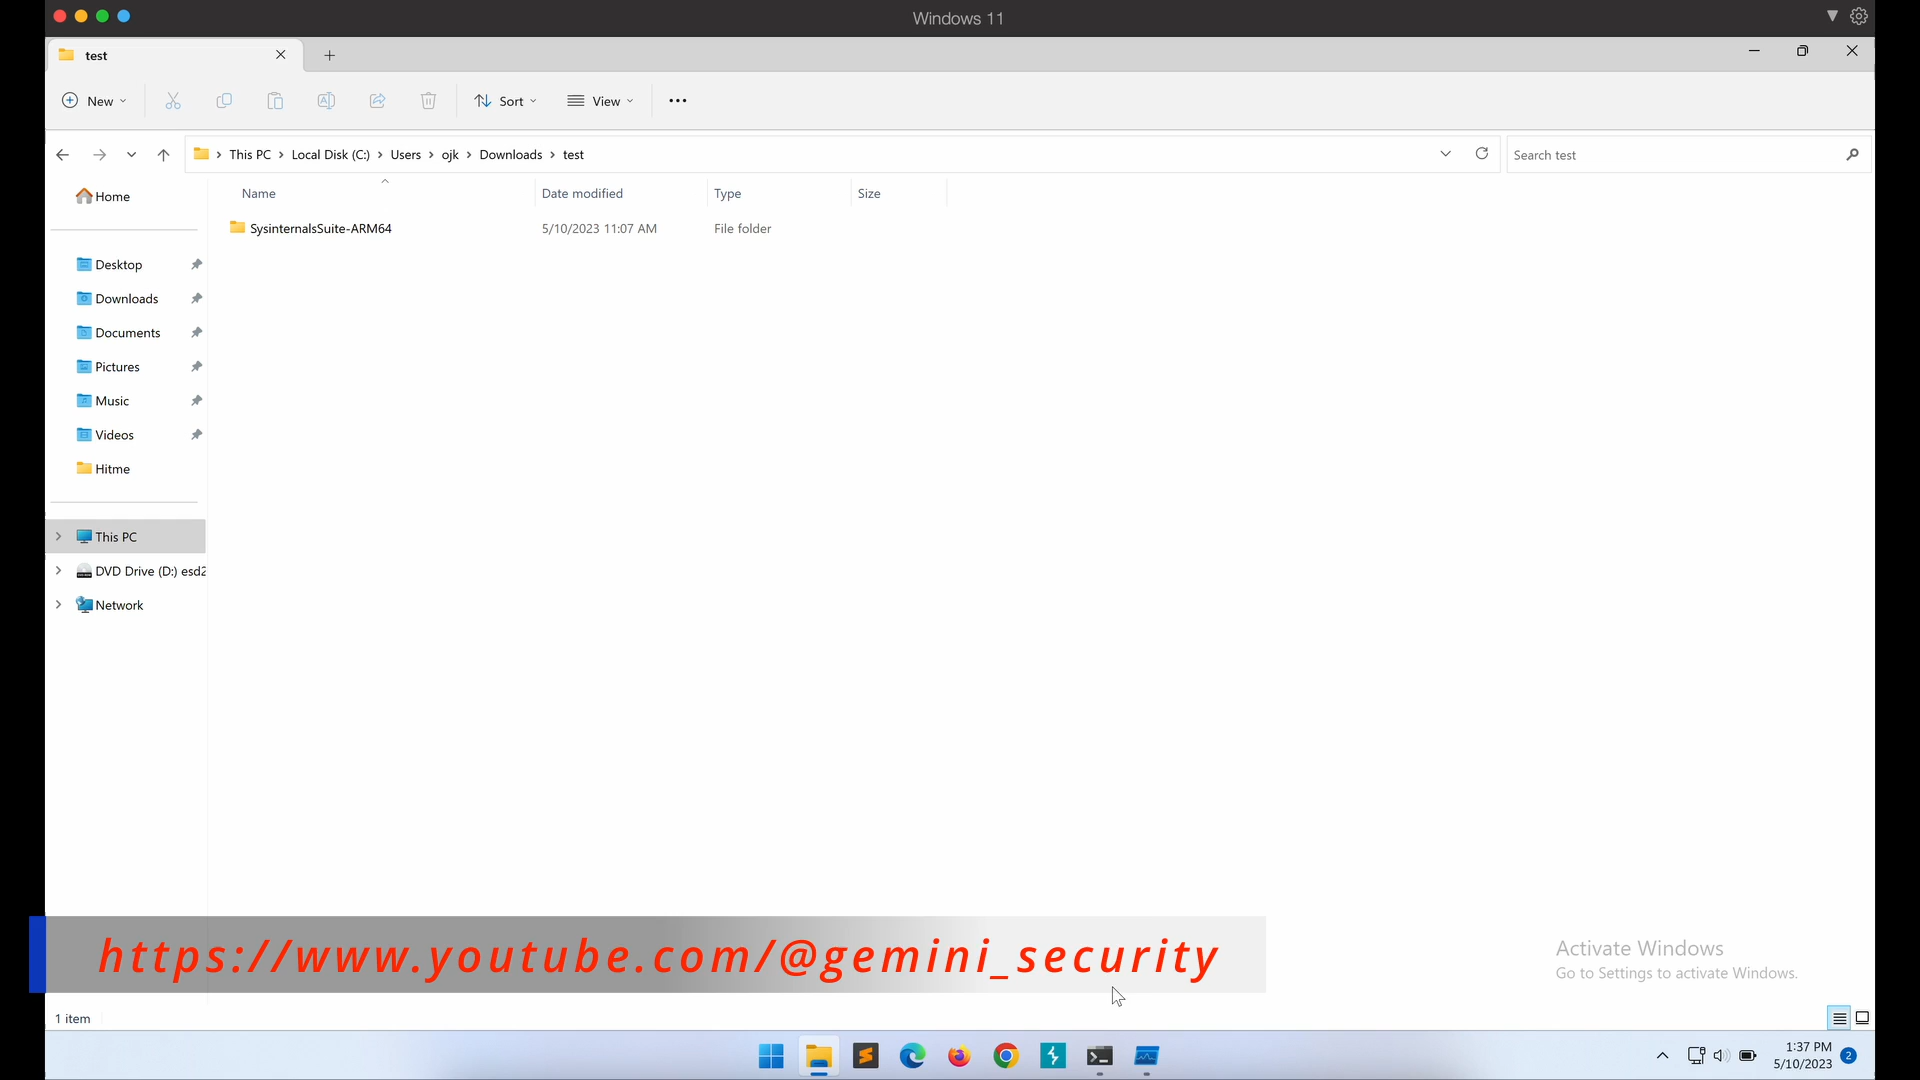 Windows 11
test
New
Sort
View
This PC > Local Disk (C:) > Users > ojk > Downloads > test
Search test
Name
Date modified
Type
Size
SysinternalsSuite-ARM64
5/10/2023 11:07 AM
File folder
Home
Desktop
Downloads
Documents
Pictures
Music
Videos
Hitme
This PC
DVD Drive (D:) esd2
Network
https://www.youtube.com/@gemini_security
Activate Windows
Go to Settings to activate Windows.
1 item
1:37 PM
5/10/2023
2